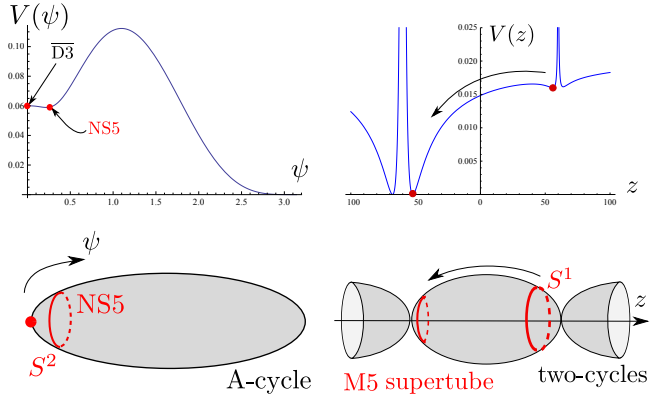 V(ψ)
0.10
0.08
0.06
0.04
0.02
D3
NS5
ψ
0.5 1.0 1.5 2.0 2.5 3.0
V(z)
0.025
0.020
0.015
0.010
0.005
0.000
100 50 0 50 100
z
ψ
NS5
S²
A-cycle
S¹
z
M5 supertube
two-cycles